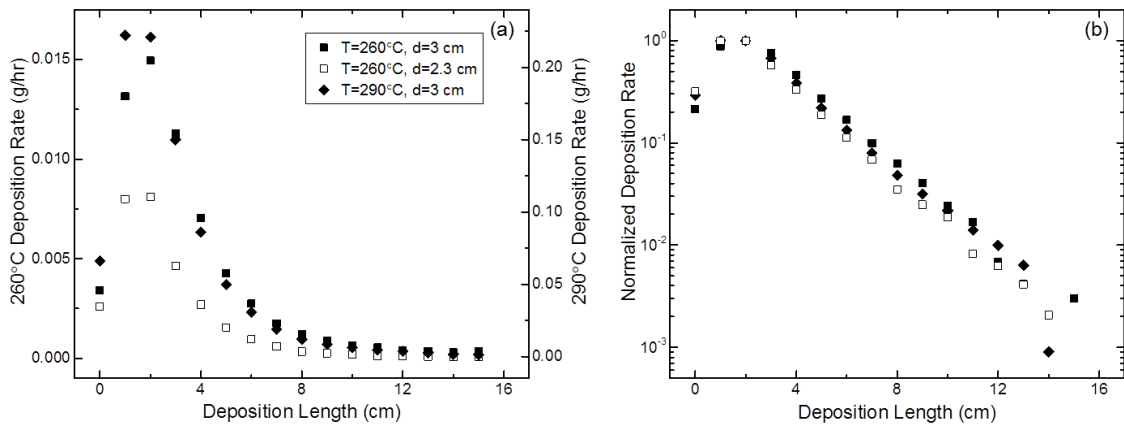 (a)
T=260°C, d=3 cm
T=260°C, d=2.3 cm
T=290°C, d=3 cm
260°C Deposition Rate (g/hr)
0.015
0.010
0.005
0.000
0.20
0.15
0.10
0.05
0.00
290°C Deposition Rate (g/hr)
0 4 8 12 16
Deposition Length (cm)
(b)
Normalized Deposition Rate
10⁰
10⁻¹
10⁻²
10⁻³
0 4 8 12 16
Deposition Length (cm)